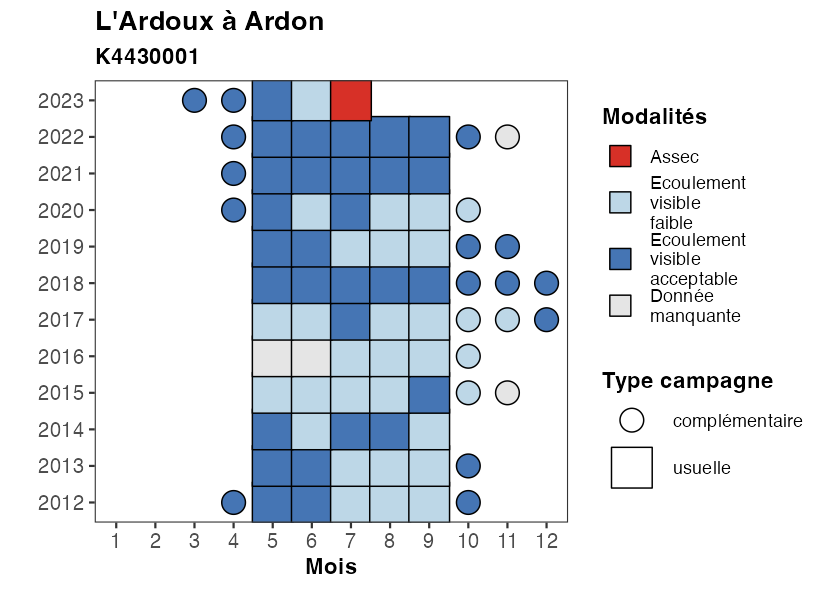 L'Ardoux à Ardon
K4430001
2023
2022
2021
2020
2019
2018
2017
2016
2015
2014
2013
2012
1 2 3 4 5 6 7 8 9 10 11 12
Mois
Modalités
Assec
Ecoulement
visible
faible
Ecoulement
visible
acceptable
Donnée
manquante
Type campagne
complémentaire
usuelle